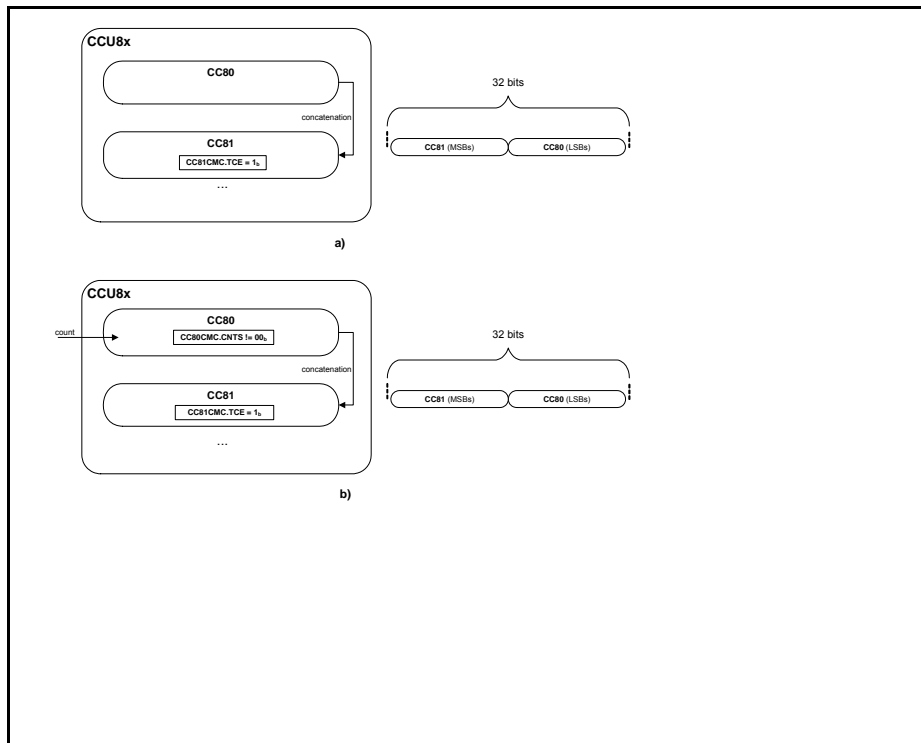 CCU8x
CC80
concatenation
CC81
CC81CMC.TCE = 1b
...
32 bits
CC81 (MSBs) CC80 (LSBs)
a)
CCU8x
CC80
count
CC80CMC.CNTS != 00b
concatenation
CC81
CC81CMC.TCE = 1b
...
32 bits
CC81 (MSBs) CC80 (LSBs)
b)